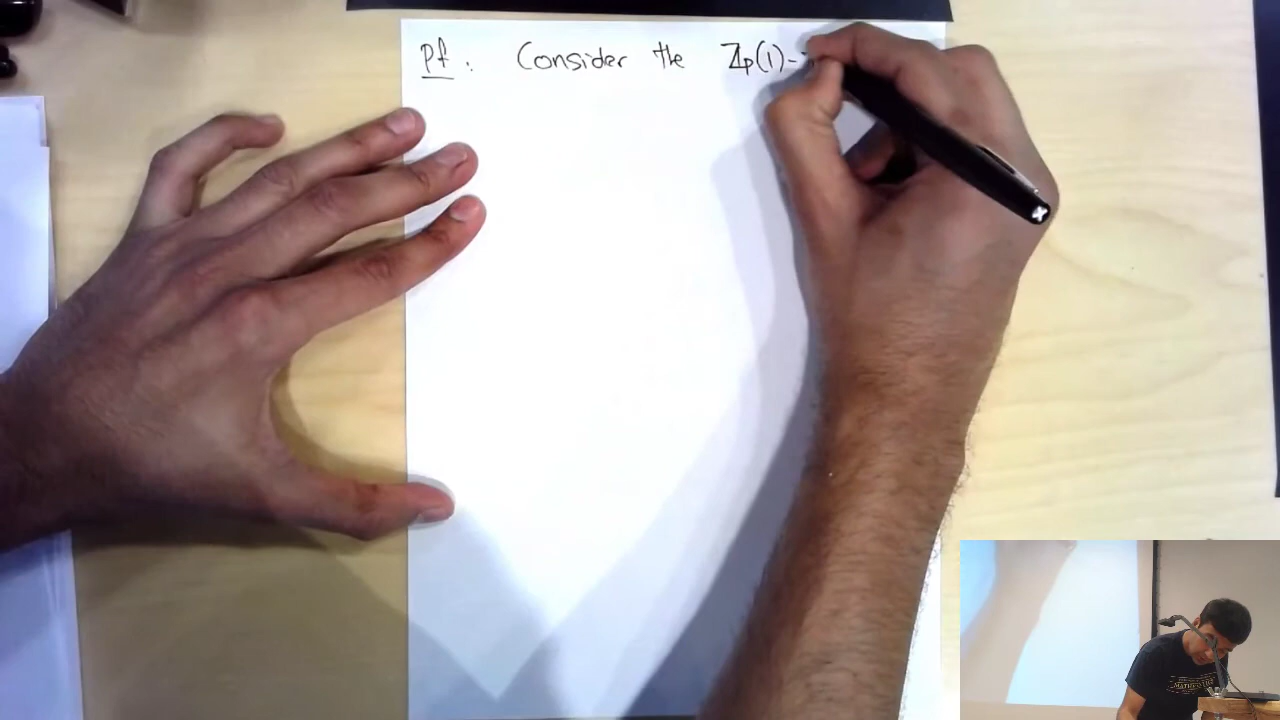 Pf : Consider the ℤp(1)-